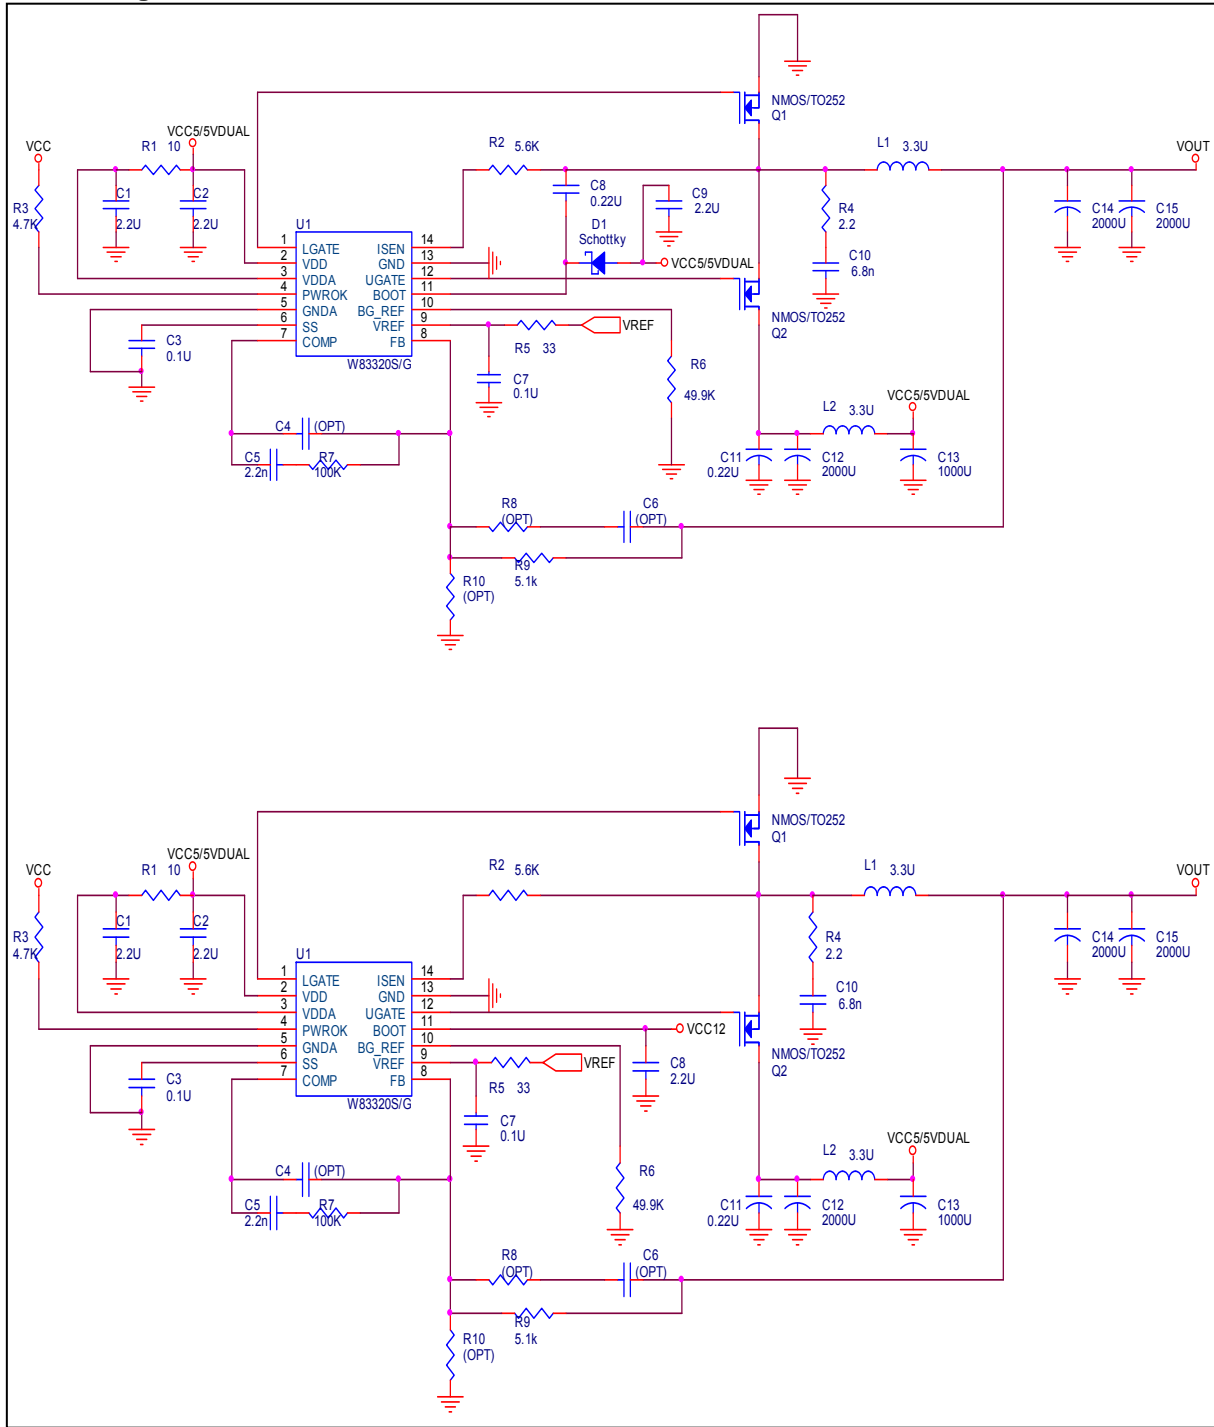 NMOS/TO252
Q1
VCC
VCC5/5VDUAL
R1 10
R2 5.6K
L1 3.3U
VOUT
R3
4.7K
C1
2.2U
C2
2.2U
C8
0.22U
C9
2.2U
R4
2.2
C14
2000U
C15
2000U
D1
Schottky
VCC5/5VDUAL
C10
6.8n
U1
1 LGATE ISEN 14
2 VDD GND 13
3 VDDA UGATE 12
4 PWROK BOOT 11
5 GNDA BG_REF 10
6 SS VREF 9
7 COMP FB 8
W83320S/G
NMOS/TO252
Q2
C3
0.1U
R5 33
VREF
C7
0.1U
R6
49.9K
C4 (OPT)
C5
2.2n
R7
100K
L2 3.3U
VCC5/5VDUAL
C11
0.22U
C12
2000U
C13
1000U
R8
(OPT)
C6
(OPT)
R9
5.1k
R10
(OPT)
NMOS/TO252
Q1
VCC
VCC5/5VDUAL
R1 10
R2 5.6K
L1 3.3U
VOUT
R3
4.7K
C1
2.2U
C2
2.2U
R4
2.2
C14
2000U
C15
2000U
C10
6.8n
U1
1 LGATE ISEN 14
2 VDD GND 13
3 VDDA UGATE 12
4 PWROK BOOT 11
5 GNDA BG_REF 10
6 SS VREF 9
7 COMP FB 8
W83320S/G
VCC12
NMOS/TO252
Q2
C3
0.1U
R5 33
VREF
C8
2.2U
C7
0.1U
R6
49.9K
C4 (OPT)
C5
2.2n
R7
100K
L2 3.3U
VCC5/5VDUAL
C11
0.22U
C12
2000U
C13
1000U
R8
(OPT)
C6
(OPT)
R9
5.1k
R10
(OPT)